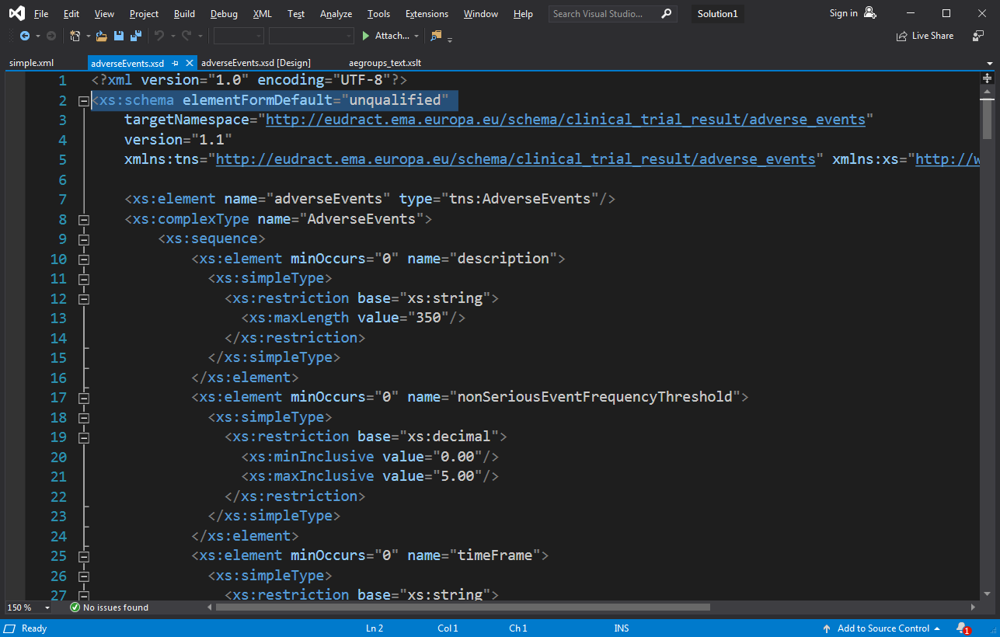 File Edit View Project Build Debug XML Test Analyze Tools Extensions Window Help Search Visual Studio... Solution1 Sign in
Attach... Live Share
simple.xml adverseEvents.xsd adverseEvents.xsd [Design] aegroups_text.xslt
1 <?xml version="1.0" encoding="UTF-8"?>
2 <xs:schema elementFormDefault="unqualified"
3 targetNamespace="http://eudract.ema.europa.eu/schema/clinical_trial_result/adverse_events"
4 version="1.1"
5 xmlns:tns="http://eudract.ema.europa.eu/schema/clinical_trial_result/adverse_events" xmlns:xs="http://w
6
7 <xs:element name="adverseEvents" type="tns:AdverseEvents"/>
8 <xs:complexType name="AdverseEvents">
9 <xs:sequence>
10 <xs:element minOccurs="0" name="description">
11 <xs:simpleType>
12 <xs:restriction base="xs:string">
13 <xs:maxLength value="350"/>
14 </xs:restriction>
15 </xs:simpleType>
16 </xs:element>
17 <xs:element minOccurs="0" name="nonSeriousEventFrequencyThreshold">
18 <xs:simpleType>
19 <xs:restriction base="xs:decimal">
20 <xs:minInclusive value="0.00"/>
21 <xs:maxInclusive value="5.00"/>
22 </xs:restriction>
23 </xs:simpleType>
24 </xs:element>
25 <xs:element minOccurs="0" name="timeFrame">
26 <xs:simpleType>
27 <xs:restriction base="xs:string">
150 % No issues found
Ready Ln 2 Col 1 Ch 1 INS Add to Source Control 1